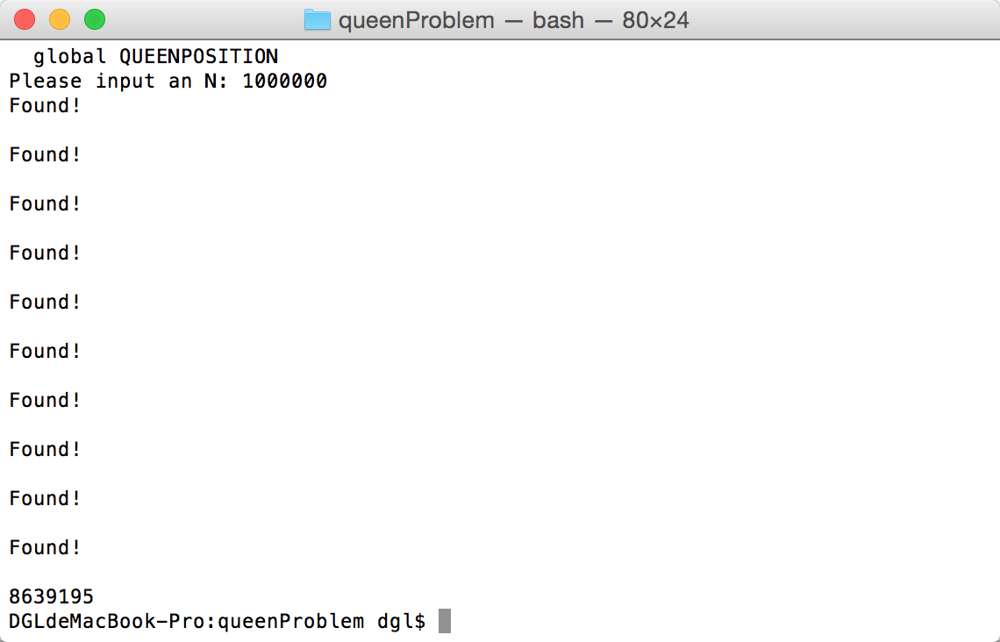 queenProblem — bash — 80×24
global QUEENPOSITION
Please input an N: 1000000
Found!
Found!
Found!
Found!
Found!
Found!
Found!
Found!
Found!
Found!
8639195
DGLdeMacBook-Pro:queenProblem dgl$